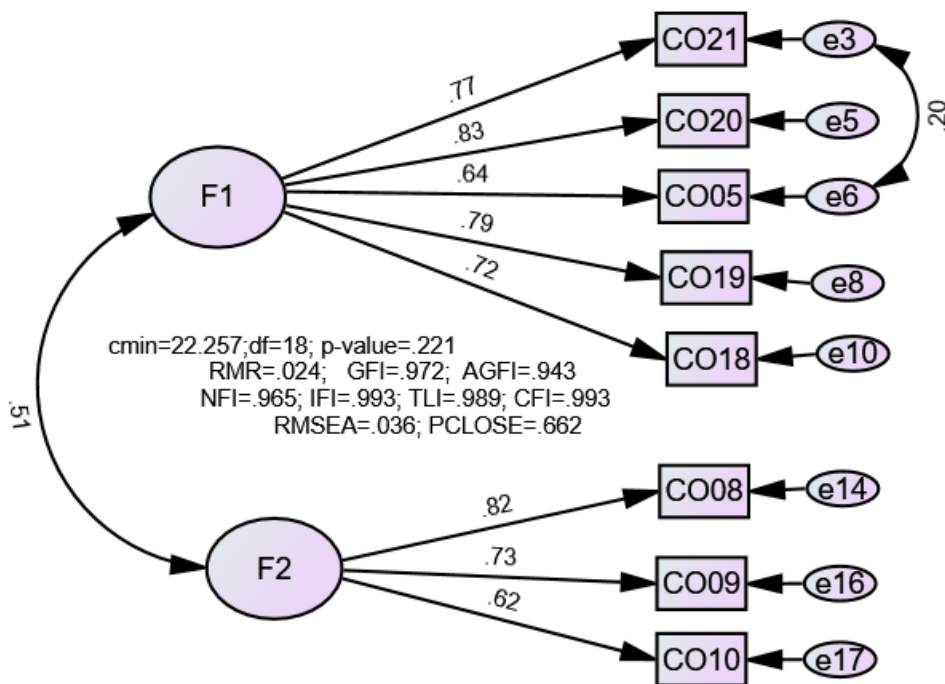 CO21
e3
.77
.20
CO20
e5
.83
F1
.64
CO05
e6
.79
CO19
e8
.72
CO18
e10
cmin=22.257;df=18; p-value=.221
RMR=.024; GFI=.972; AGFI=.943
NFI=.965; IFI=.993; TLI=.989; CFI=.993
RMSEA=.036; PCLOSE=.662
.51
CO08
e14
.82
F2
.73
CO09
e16
.62
CO10
e17